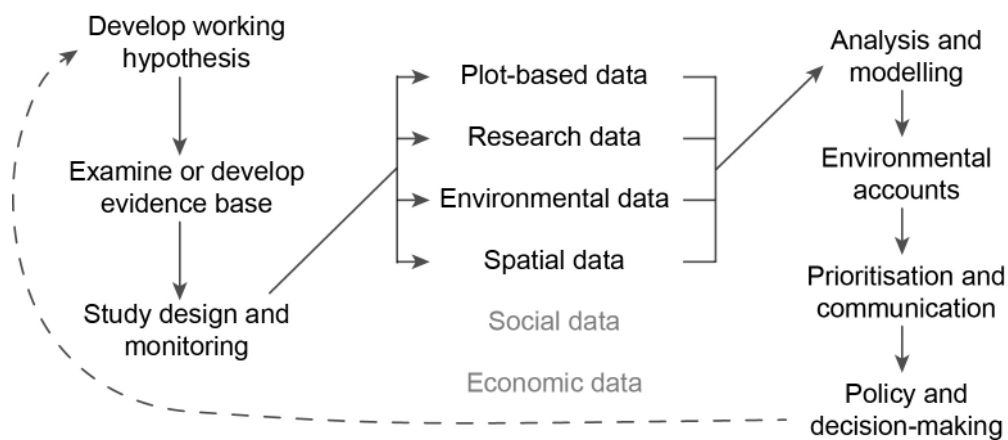 Develop working
hypothesis
Examine or develop
evidence base
Study design and
monitoring
Plot-based data
Research data
Environmental data
Spatial data
Social data
Economic data
Analysis and
modelling
Environmental
accounts
Prioritisation and
communication
Policy and
decision-making